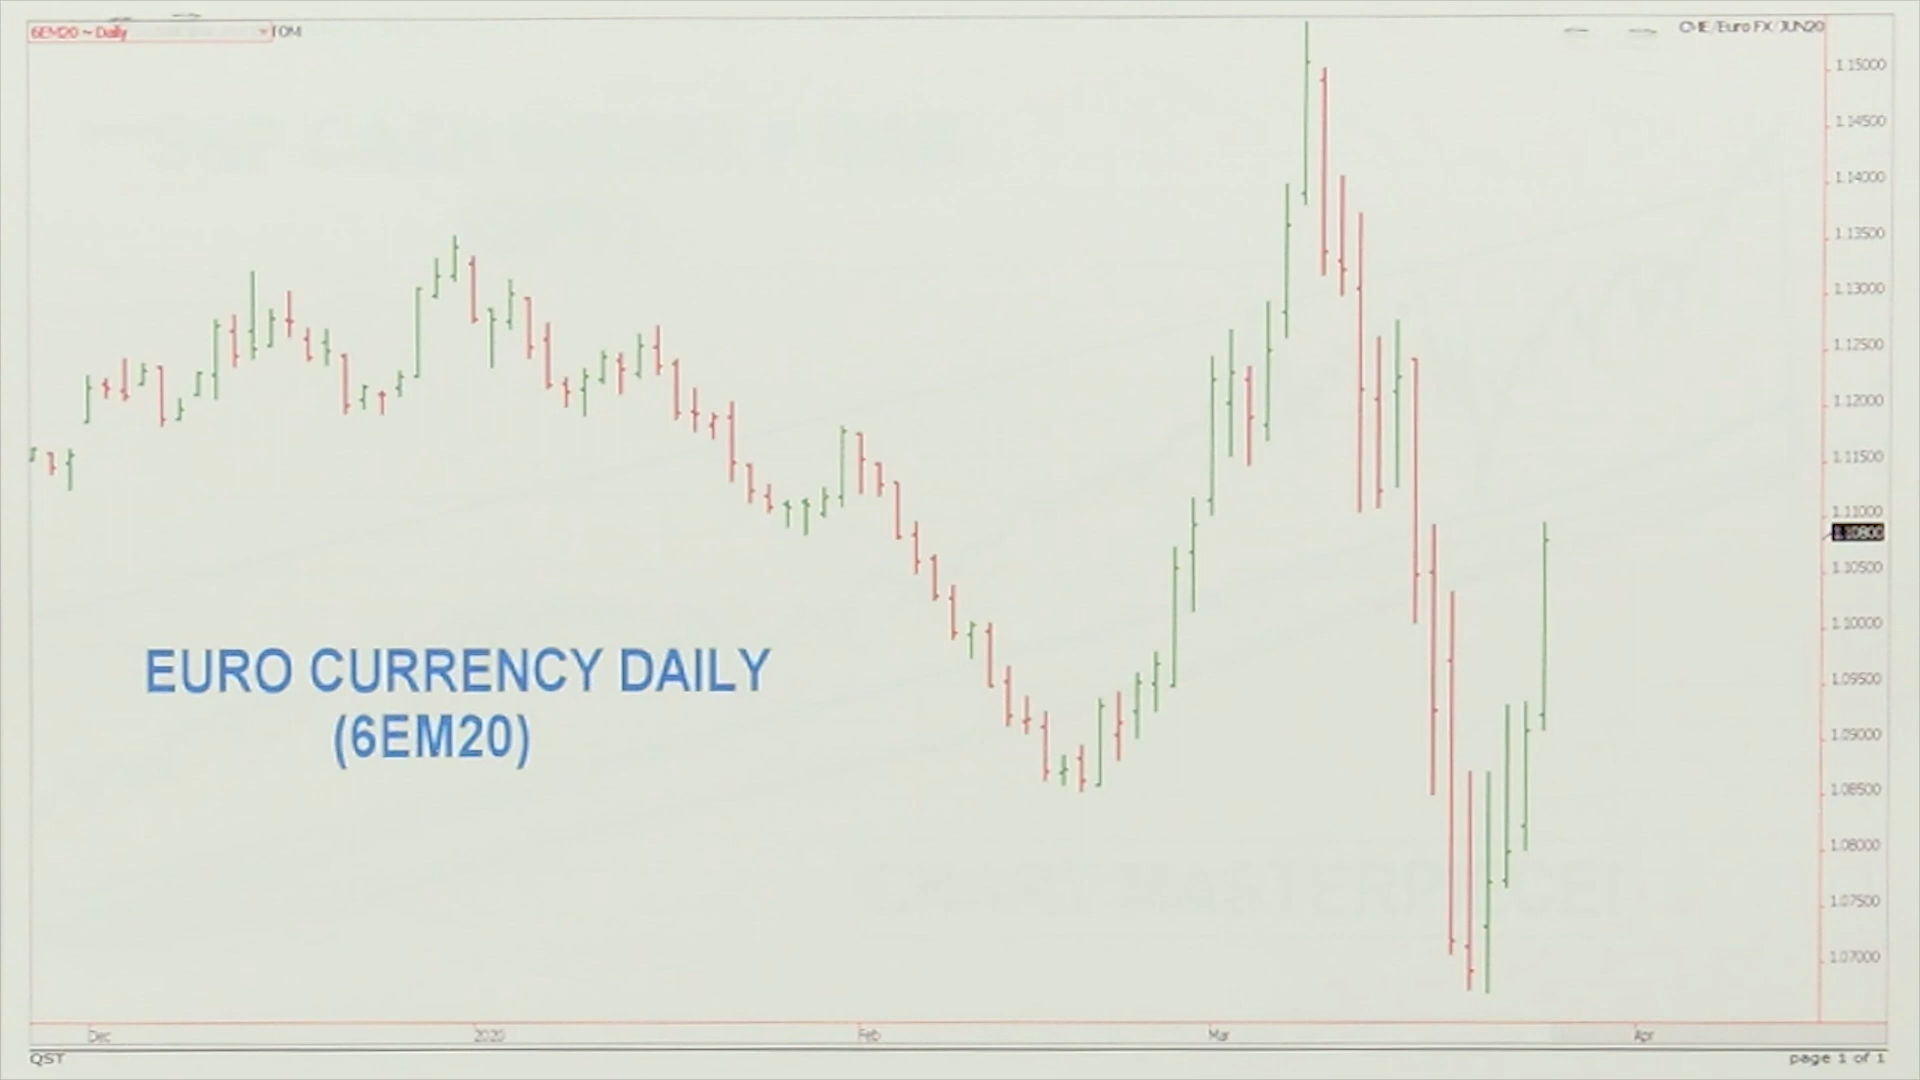 6EM20 ~ Daily
TOM
CME/Euro FX/JUN20
1.15000
1.14500
1.14000
1.13500
1.13000
1.12500
1.12000
1.11500
1.11000
1.10800
1.10500
1.10000
1.09500
1.09000
1.08500
1.08000
1.07500
1.07000
EURO CURRENCY DAILY
(6EM20)
Dec
2020
Feb
Mar
Apr
QST
page 1 of 1